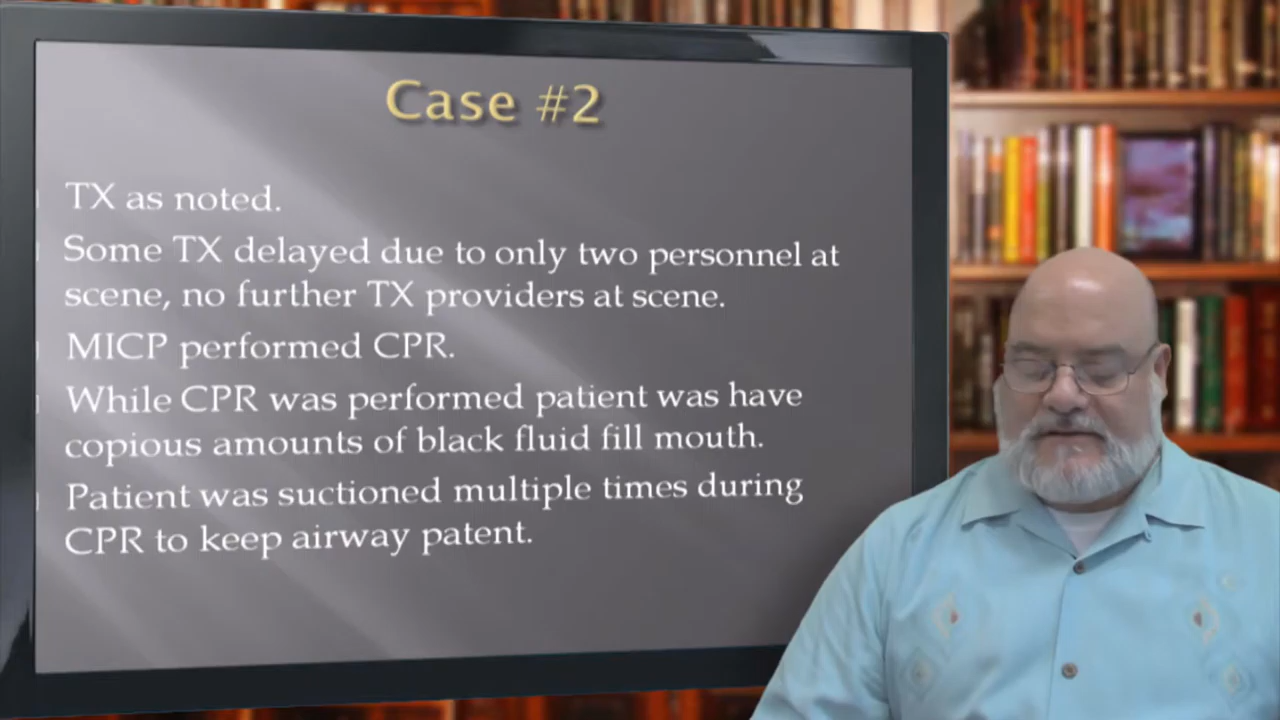 Case #2
TX as noted.
Some TX delayed due to only two personnel at
scene, no further TX providers at scene.
MICP performed CPR.
While CPR was performed patient was have
copious amounts of black fluid fill mouth.
Patient was suctioned multiple times during
CPR to keep airway patent.